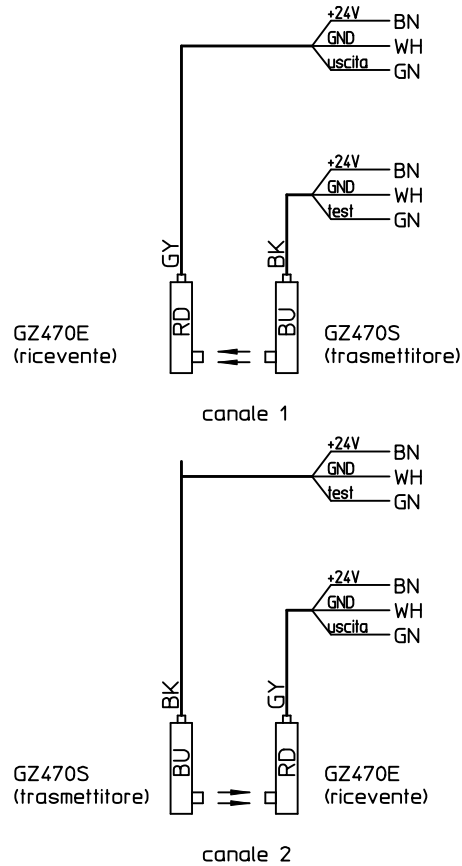 +24V BN
GND WH
uscita GN
+24V BN
GND WH
test GN
GY
BK
RD
BU
GZ470E
(ricevente)
GZ470S
(trasmettitore)
canale 1
+24V BN
GND WH
test GN
+24V BN
GND WH
uscita GN
BK
GY
BU
RD
GZ470S
(trasmettitore)
GZ470E
(ricevente)
canale 2